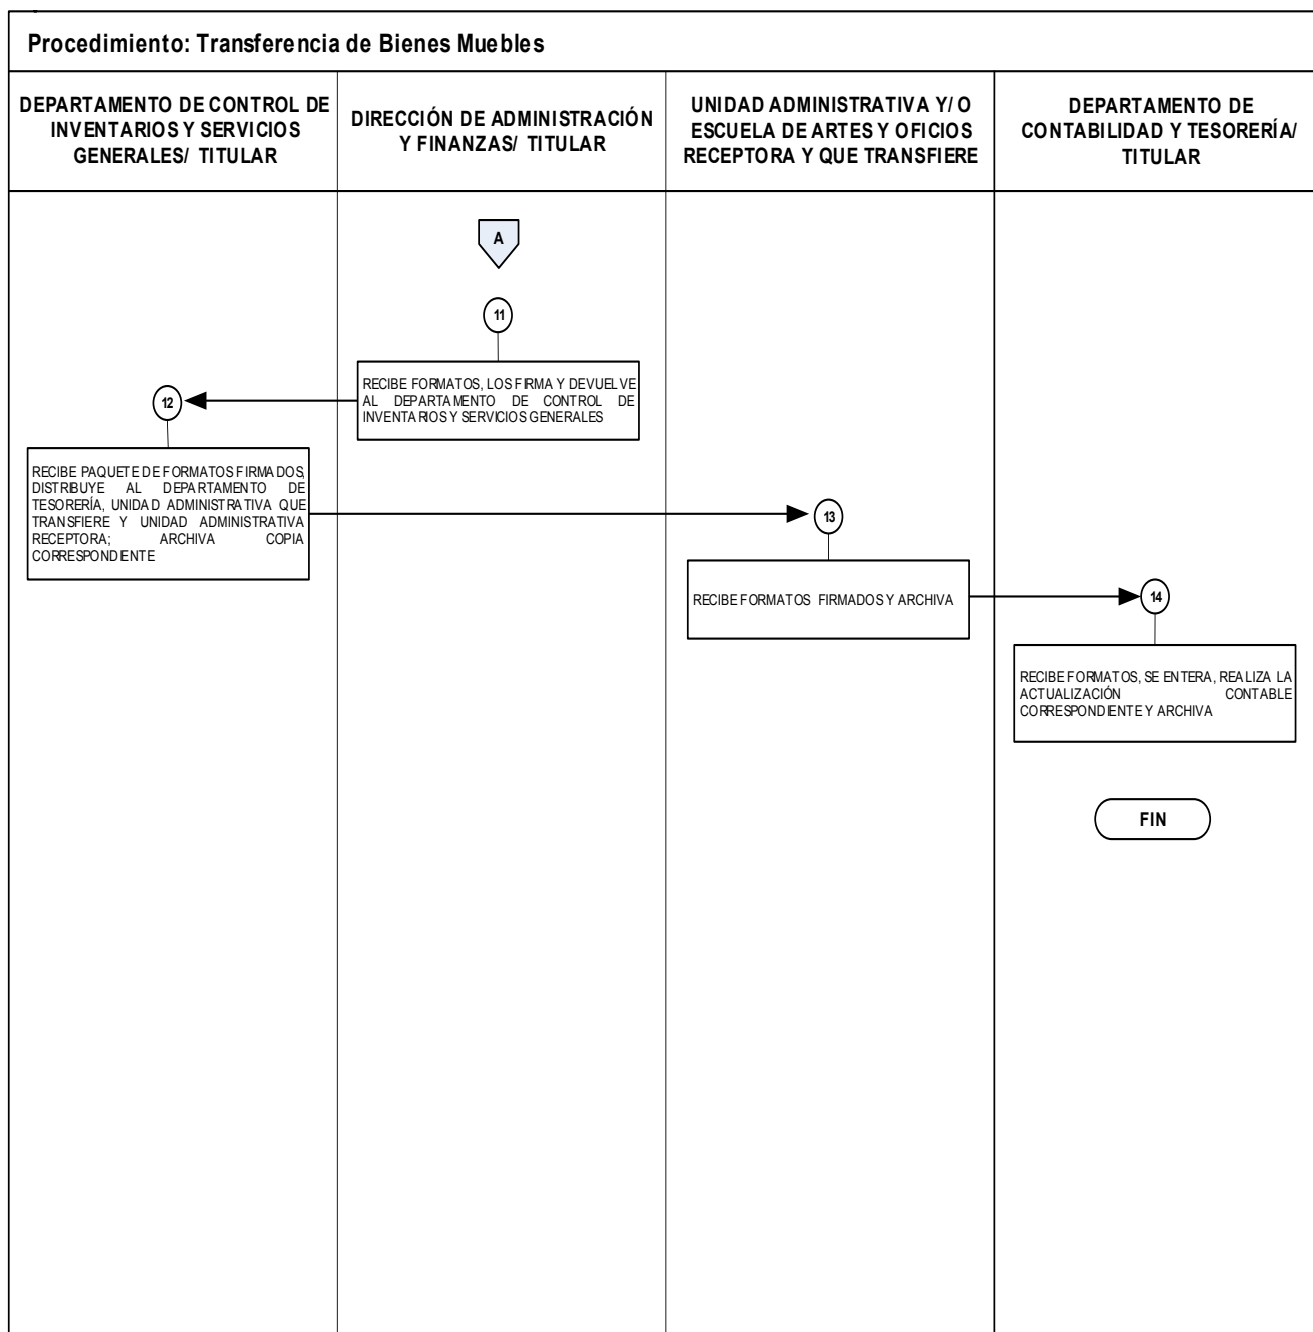 Procedimiento: Transferencia de Bienes Muebles
DEPARTAMENTO DE CONTROL DE
INVENTARIOS Y SERVICIOS
GENERALES/ TITULAR
DIRECCIÓN DE ADMINISTRACIÓN
Y FINANZAS/ TITULAR
UNIDAD ADMINISTRATIVA Y/ O
ESCUELA DE ARTES Y OFICIOS
RECEPTORA Y QUE TRANSFIERE
DEPARTAMENTO DE
CONTABILIDAD Y TESORERÍA/
TITULAR
A
11
RECIBE FORMATOS, LOS FIRMA Y DEVUELVE
AL DEPARTAMENTO DE CONTROL DE
INVENTARIOS Y SERVICIOS GENERALES
12
RECIBE PAQUETE DE FORMATOS FIRMADOS,
DISTRIBUYE AL DEPARTAMENTO DE
TESORERÍA, UNIDAD ADMINISTRATIVA QUE
TRANSFIERE Y UNIDAD ADMINISTRATIVA
RECEPTORA; ARCHIVA COPIA
CORRESPONDIENTE
13
RECIBE FORMATOS FIRMADOS Y ARCHIVA
14
RECIBE FORMATOS, SE ENTERA, REALIZA LA
ACTUALIZACIÓN CONTABLE
CORRESPONDIENTE Y ARCHIVA
FIN